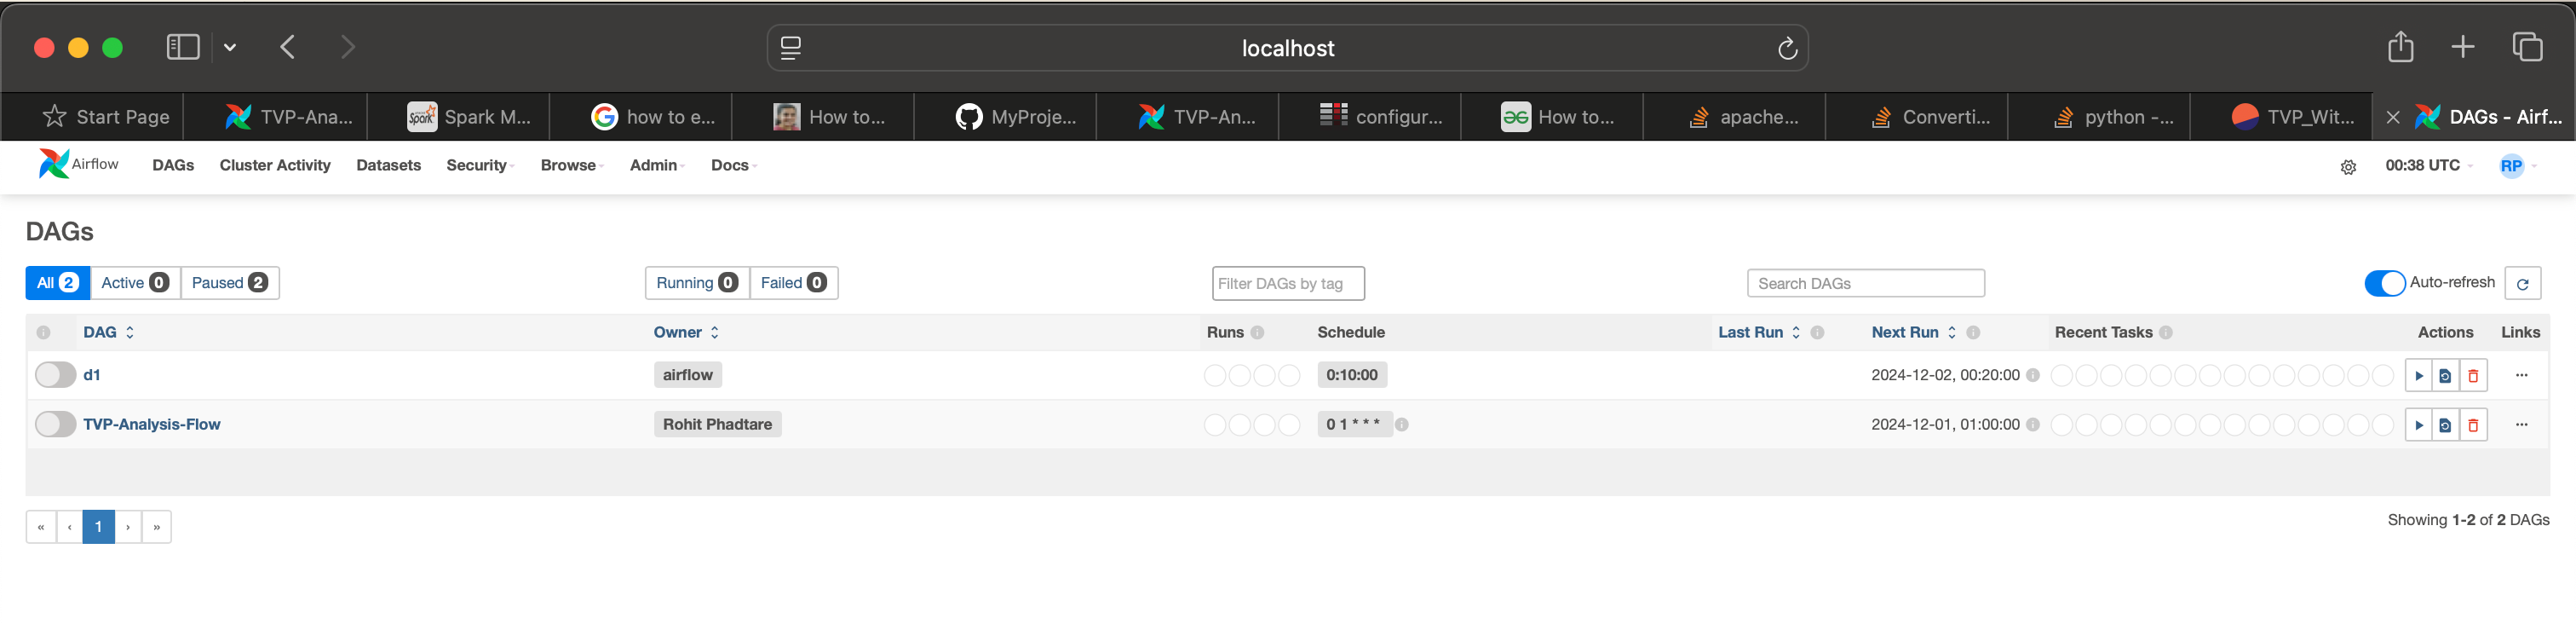 localhost
Start Page TVP-Ana... Spark M... how to e... How to... MyProje... TVP-An... configur... How to... apache... Converti... python -... TVP_Wit... DAGs - Airf...
Airflow DAGs Cluster Activity Datasets Security Browse Admin Docs 00:38 UTC RP
DAGs
All 2 Active 0 Paused 2 Running 0 Failed 0 Filter DAGs by tag Search DAGs Auto-refresh
DAG Owner Runs Schedule Last Run Next Run Recent Tasks Actions Links
d1 airflow 0:10:00 2024-12-02, 00:20:00 ...
TVP-Analysis-Flow Rohit Phadtare 0 1 * * * 2024-12-01, 01:00:00 ...
« ‹ 1 › » Showing 1-2 of 2 DAGs